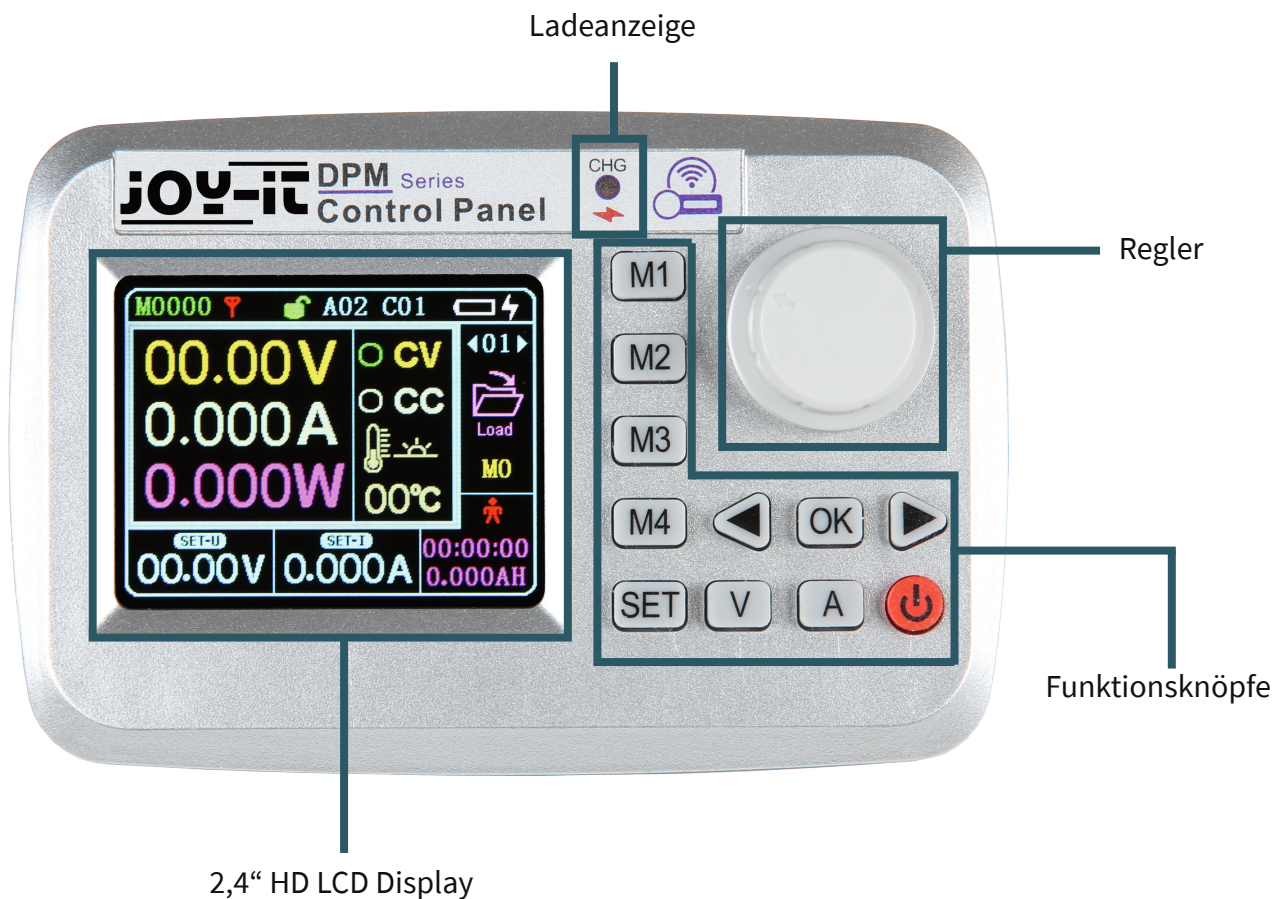 Ladeanzeige
joy-it DPM Series
Control Panel
CHG
Regler
M1
M2
M3
M4
OK
SET
V
A
M0000 A02 C01
00.00V
CV
01
0.000A
CC
Load
0.000W
00℃
M0
SET-U
00.00V
SET-I
0.000A
00:00:00
0.000AH
Funktionsknöpfe
2,4“ HD LCD Display